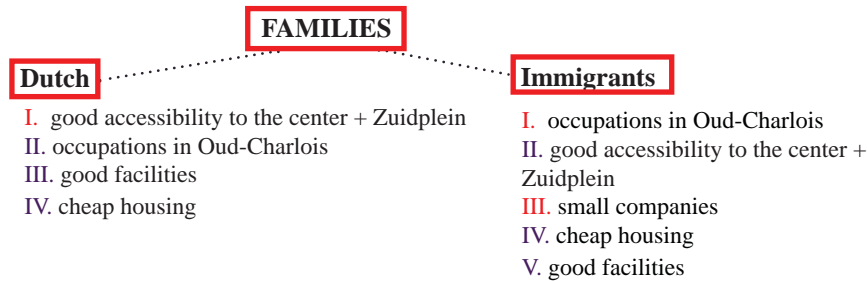 FAMILIES
Dutch
I. good accessibility to the center + Zuidplein
II. occupations in Oud-Charlois
III. good facilities
IV. cheap housing
Immigrants
I. occupations in Oud-Charlois
II. good accessibility to the center +
Zuidplein
III. small companies
IV. cheap housing
V. good facilities